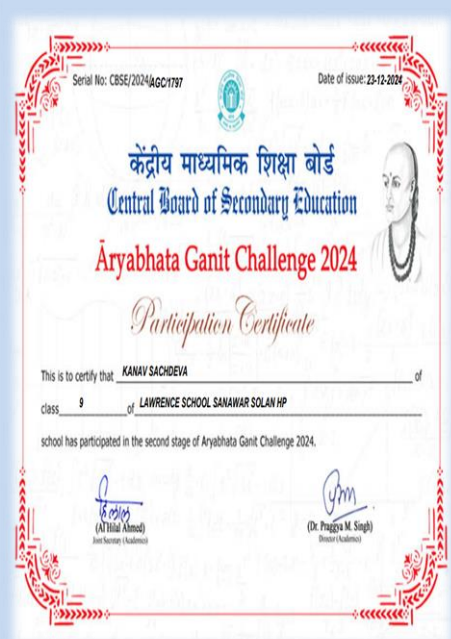 Serial No: CBSE/2024/AGC/1797 Date of issue: 23-12-2024
केंद्रीय माध्यमिक शिक्षा बोर्ड
Central Board of Secondary Education
Āryabhata Ganit Challenge 2024
Participation Certificate
This is to certify that KANAV SACHDEVA of
class 9 of LAWRENCE SCHOOL SANAWAR SOLAN HP
school has participated in the second stage of Aryabhata Ganit Challenge 2024.
(Al Hilal Ahmed) (Dr. Praggya M. Singh)
Joint Secretary (Academics) Director (Academics)